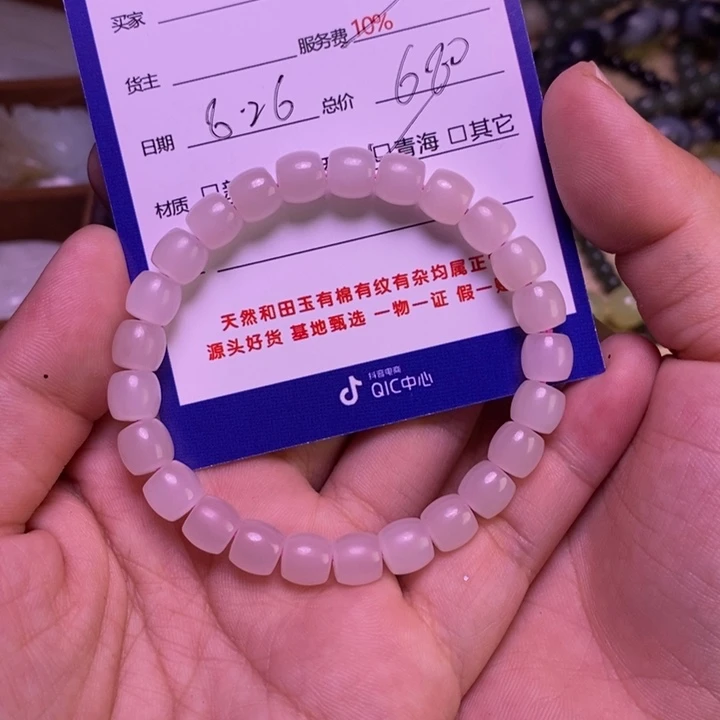 买家
服务费 10%
货主
日期 6.26 总价 680
材质 青海 口其它
天然和田玉有棉有纹有杂均属正
源头好货 基地甄选 一物一证 假一
抖音电商
QIC中心